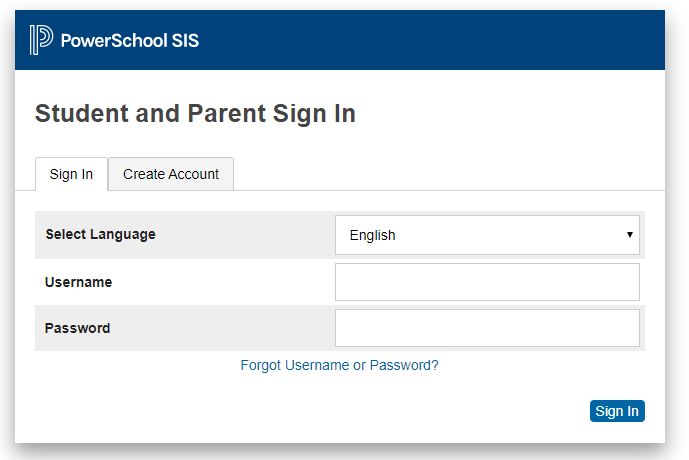 PowerSchool SIS
Student and Parent Sign In
Sign In
Create Account
Select Language
English
Username
Password
Forgot Username or Password?
Sign In